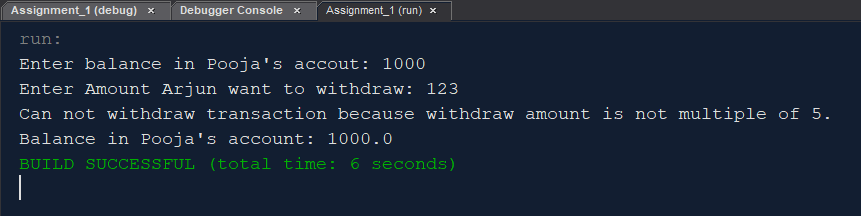 Assignment_1 (debug) × Debugger Console × Assignment_1 (run) ×
run:
Enter balance in Pooja's accout: 1000
Enter Amount Arjun want to withdraw: 123
Can not withdraw transaction because withdraw amount is not multiple of 5.
Balance in Pooja's account: 1000.0
BUILD SUCCESSFUL (total time: 6 seconds)